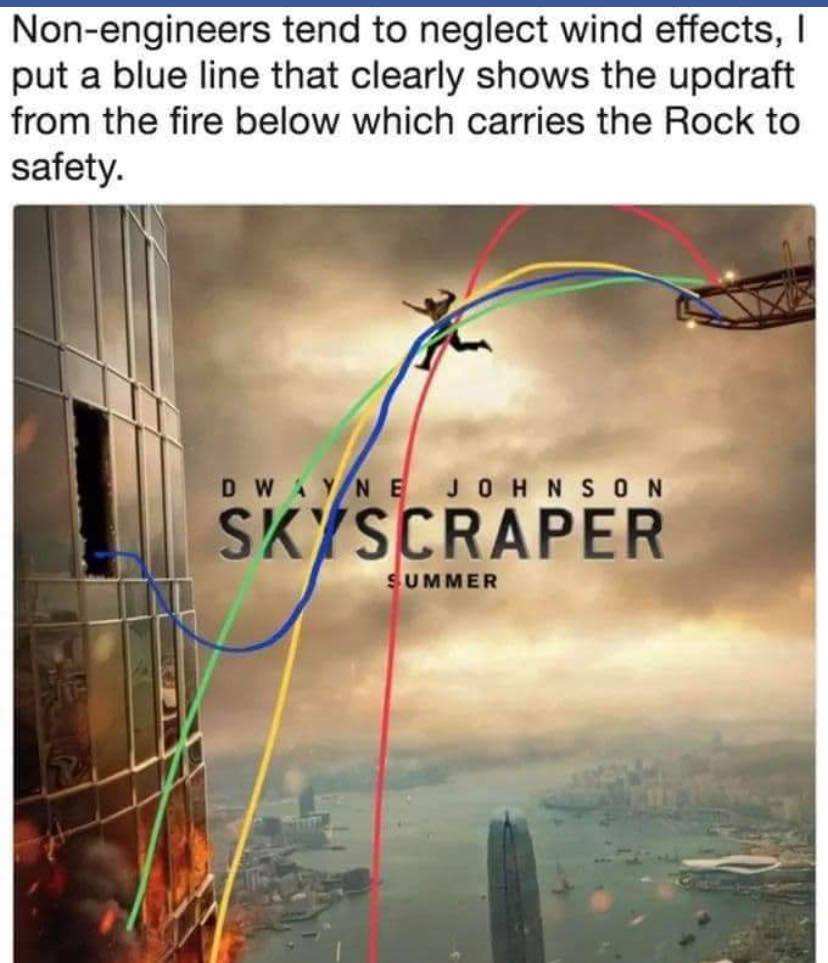 Non-engineers tend to neglect wind effects, I
put a blue line that clearly shows the updraft
from the fire below which carries the Rock to
safety.
DWAYNE JOHNSON
SKYSCRAPER
SUMMER